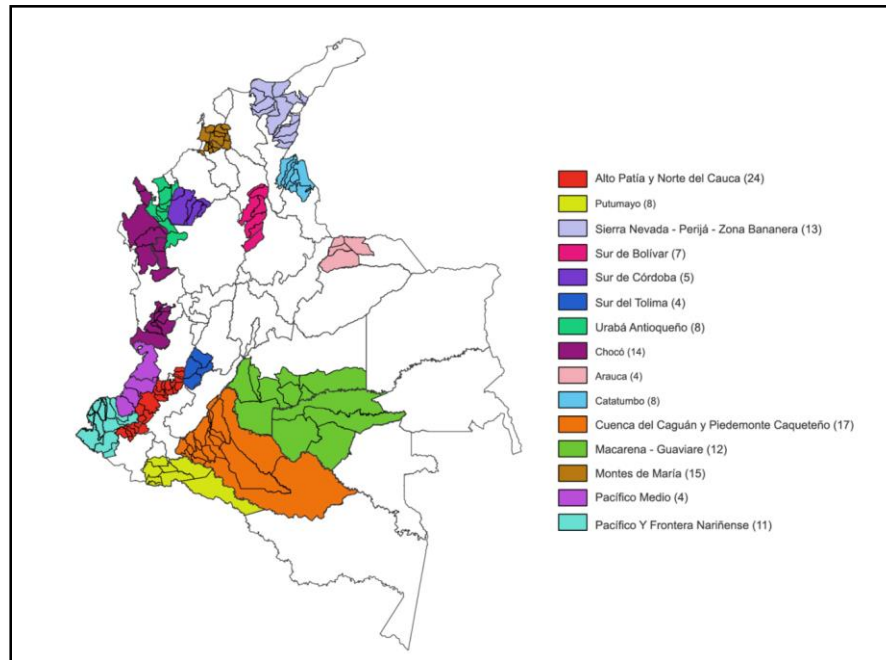 Alto Patía y Norte del Cauca (24)
Putumayo (8)
Sierra Nevada - Perijá - Zona Bananera (13)
Sur de Bolívar (7)
Sur de Córdoba (5)
Sur del Tolima (4)
Urabá Antioqueño (8)
Chocó (14)
Arauca (4)
Catatumbo (8)
Cuenca del Caguán y Piedemonte Caqueteño (17)
Macarena - Guaviare (12)
Montes de María (15)
Pacífico Medio (4)
Pacífico Y Frontera Nariñense (11)